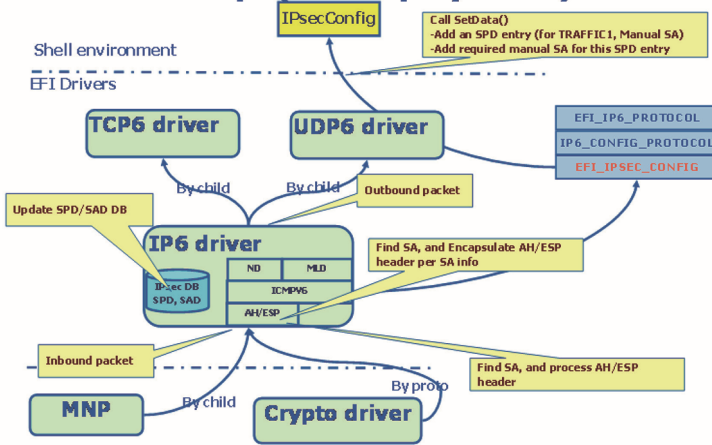 IPsecConfig
Call SetData()
-Add an SPD entry (for TRAFFIC1, Manual SA)
-Add required manual SA for this SPD entry
Shell environment
EFI Drivers
TCP6 driver
UDP6 driver
EFI_IP6_PROTOCOL
IP6_CONFIG_PROTOCOL
EFI_IPSEC_CONFIG
By child
By child
Outbound packet
Update SPD/SAD DB
IP6 driver
Find SA, and Encapsulate AH/ESP
header per SA info
ND
MLD
IPsec DB
SPD, SAD
ICMPV6
AH/ESP
Inbound packet
Find SA, and process AH/ESP
header
By proto
MNP
By child
Crypto driver